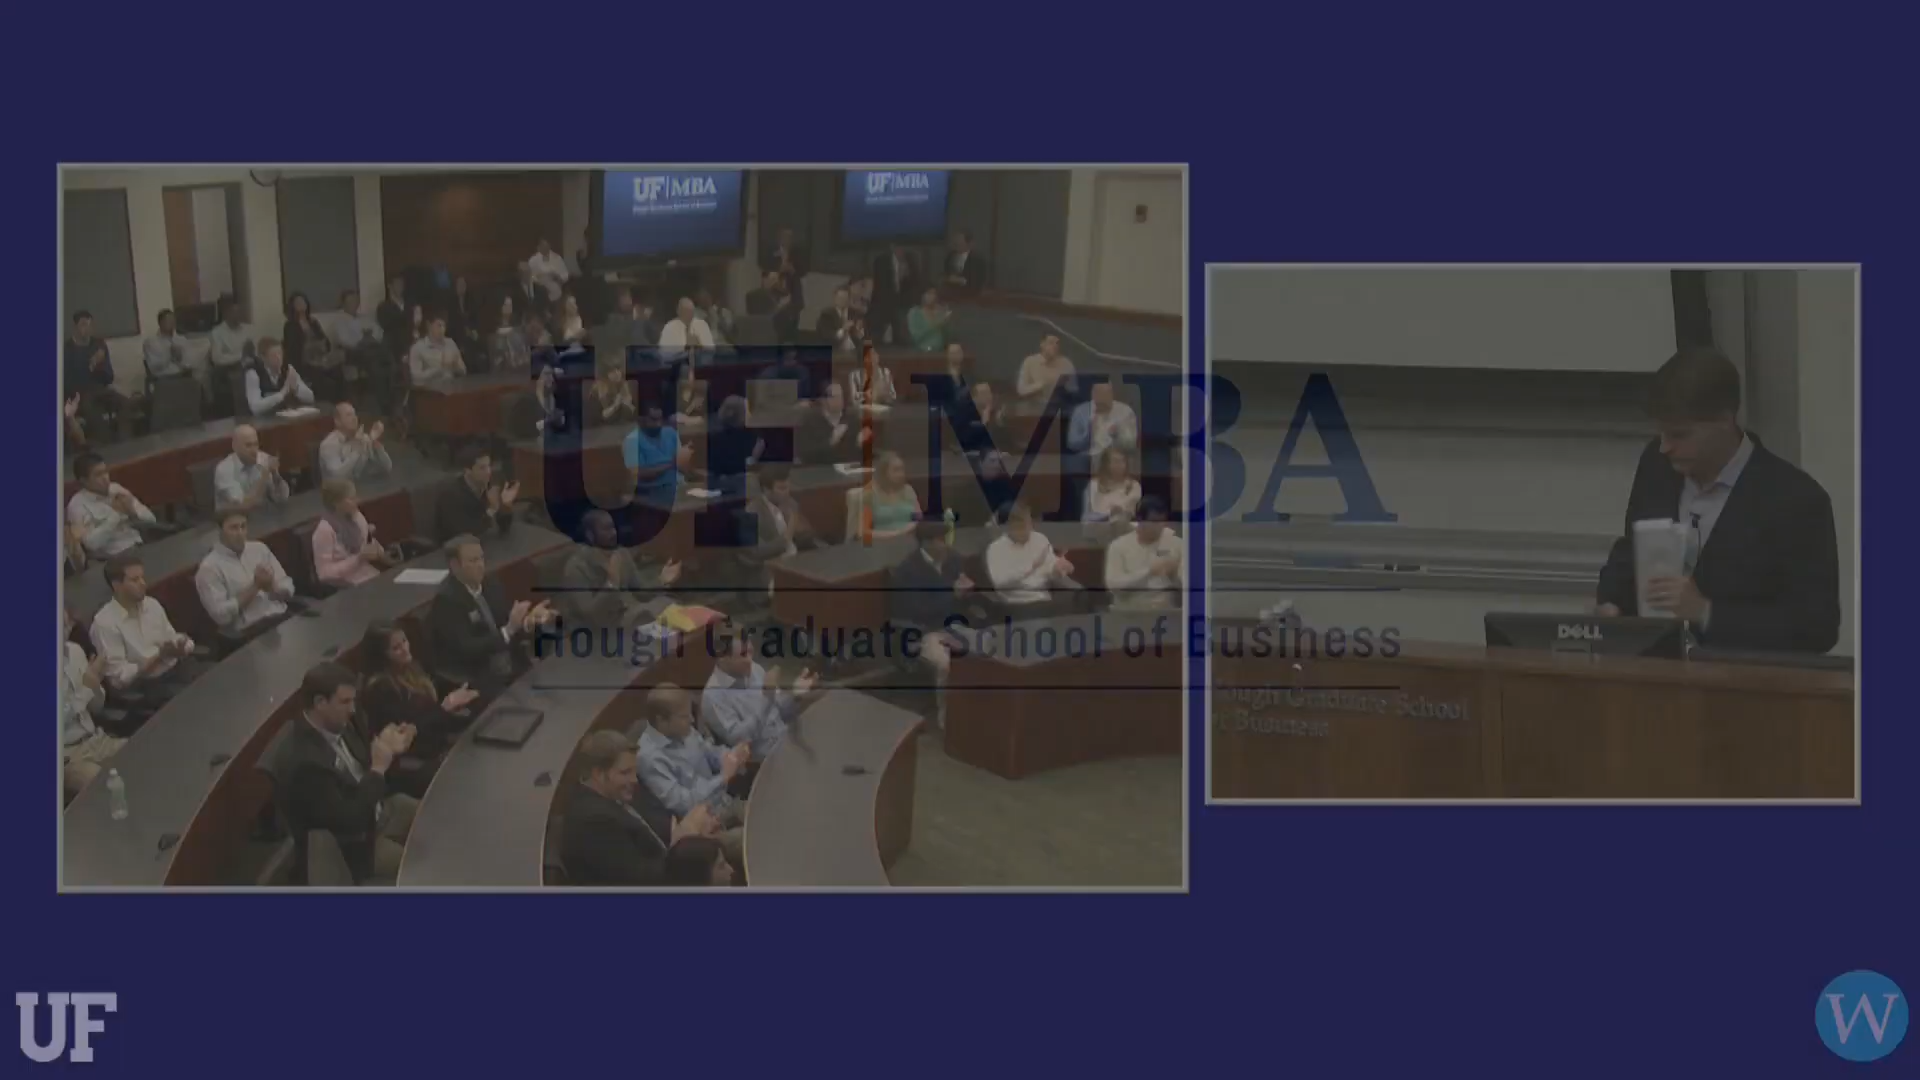 UF|MBA
UF|MBA
UF|MBA
Hough Graduate School of Business
DELL
Hough Graduate School
of Business
UF
W